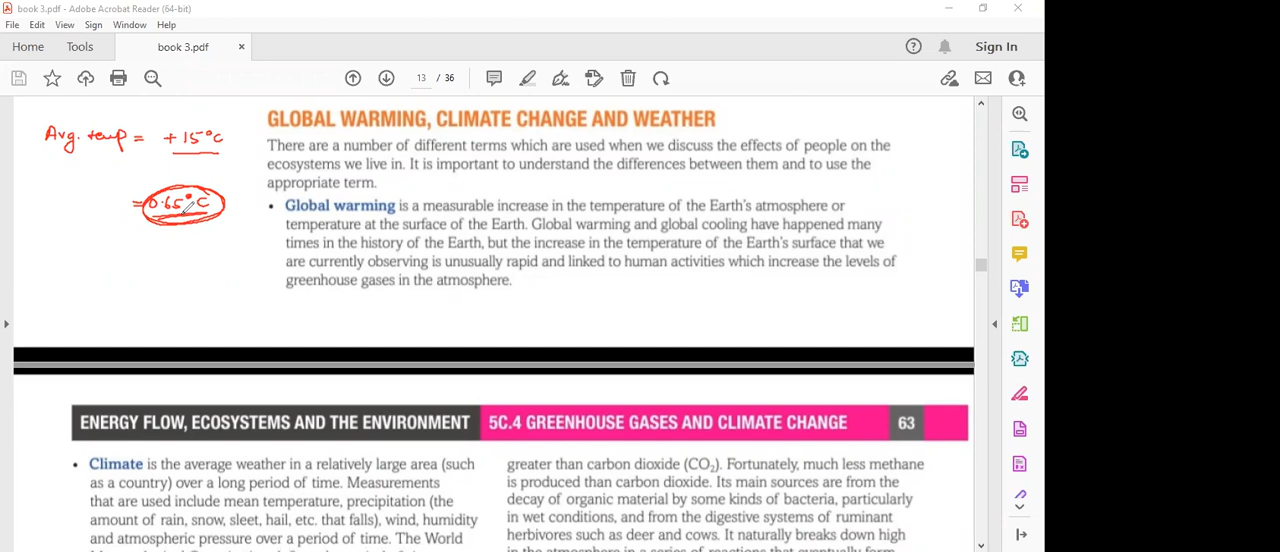 book 3.pdf - Adobe Acrobat Reader (64-bit)
File Edit View Sign Window Help
Home Tools book 3.pdf × Sign In
13 / 36
Avg. temp = +15°C
= 0.65°C
GLOBAL WARMING, CLIMATE CHANGE AND WEATHER
There are a number of different terms which are used when we discuss the effects of people on the
ecosystems we live in. It is important to understand the differences between them and to use the
appropriate term.
• Global warming is a measurable increase in the temperature of the Earth's atmosphere or
temperature at the surface of the Earth. Global warming and global cooling have happened many
times in the history of the Earth, but the increase in the temperature of the Earth's surface that we
are currently observing is unusually rapid and linked to human activities which increase the levels of
greenhouse gases in the atmosphere.
ENERGY FLOW, ECOSYSTEMS AND THE ENVIRONMENT 5C.4 GREENHOUSE GASES AND CLIMATE CHANGE 63
• Climate is the average weather in a relatively large area (such
as a country) over a long period of time. Measurements
that are used include mean temperature, precipitation (the
amount of rain, snow, sleet, hail, etc. that falls), wind, humidity
and atmospheric pressure over a period of time. The World
greater than carbon dioxide (CO₂). Fortunately, much less methane
is produced than carbon dioxide. Its main sources are from the
decay of organic material by some kinds of bacteria, particularly
in wet conditions, and from the digestive systems of ruminant
herbivores such as deer and cows. It naturally breaks down high
in the atmosphere in a series of reactions that eventually form